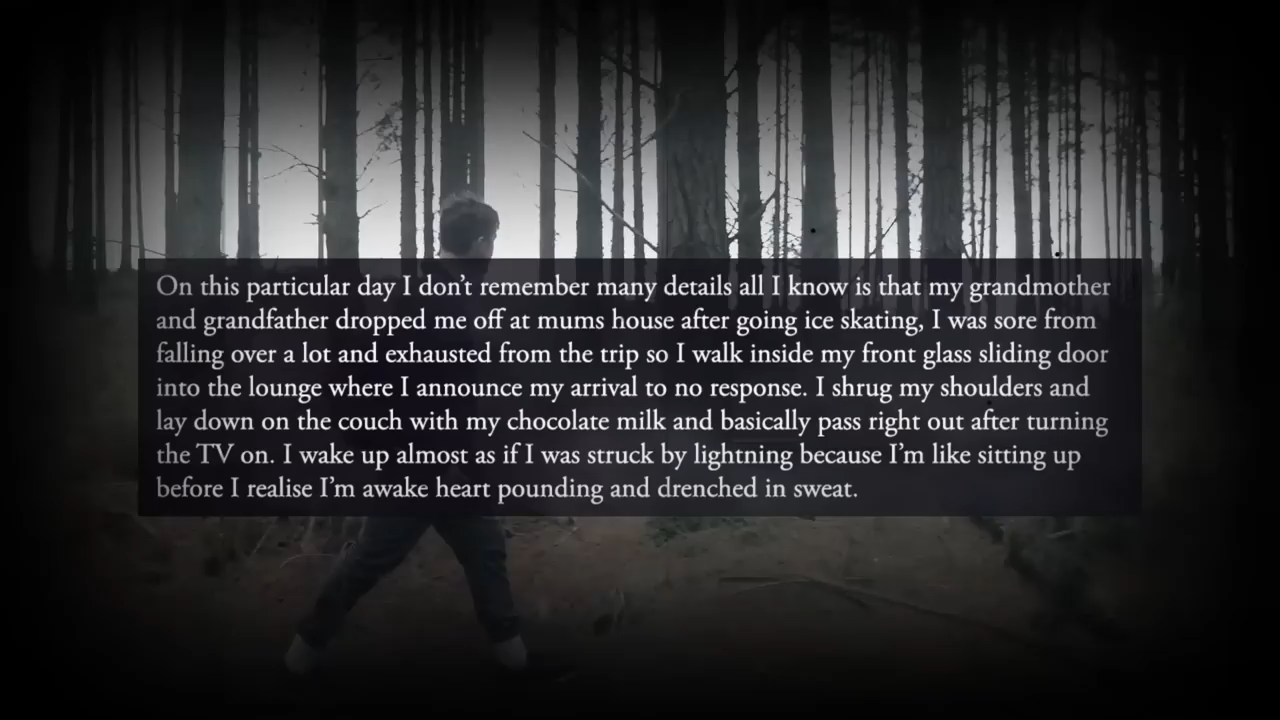 On this particular day I don't remember many details all I know is that my grandmother
and grandfather dropped me off at mums house after going ice skating, I was sore from
falling over a lot and exhausted from the trip so I walk inside my front glass sliding door
into the lounge where I announce my arrival to no response. I shrug my shoulders and
lay down on the couch with my chocolate milk and basically pass right out after turning
the TV on. I wake up almost as if I was struck by lightning because I'm like sitting up
before I realise I'm awake heart pounding and drenched in sweat.